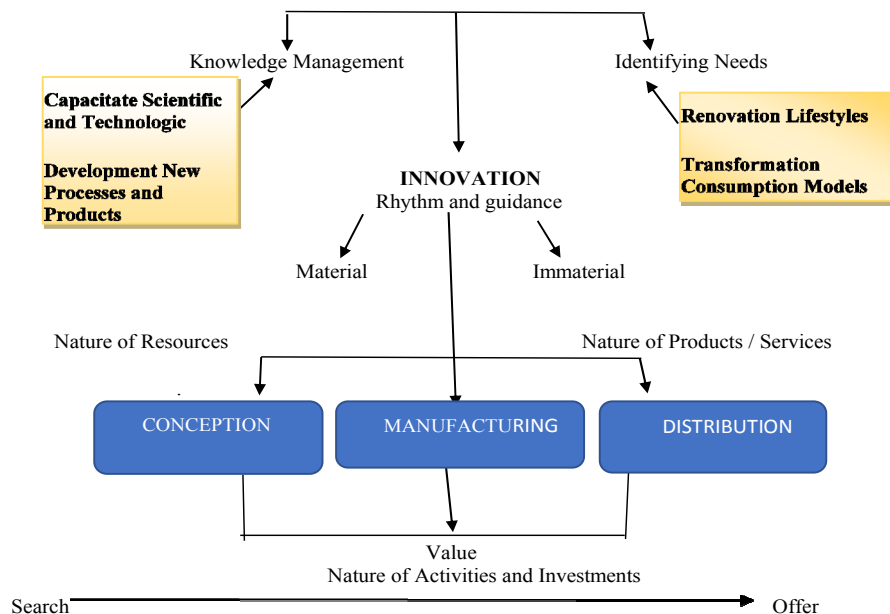 Knowledge Management
Identifying Needs
Capacitate Scientific
and Technologic
Development New
Processes and
Products
Renovation Lifestyles
Transformation
Consumption Models
INNOVATION
Rhythm and guidance
Material
Immaterial
Nature of Resources
Nature of Products / Services
CONCEPTION
MANUFACTURING
DISTRIBUTION
Value
Nature of Activities and Investments
Search
Offer